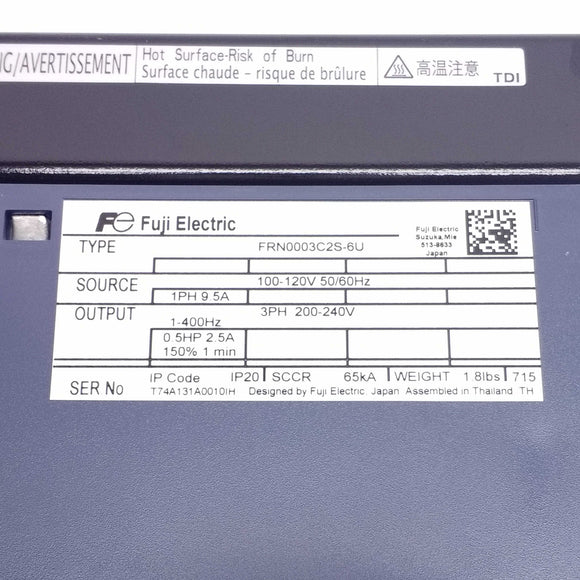 NG/AVERTISSEMENT
Hot Surface-Risk of Burn
Surface chaude - risque de brûlure
高温注意
TDI
Fe Fuji Electric
Fuji Electric
Suzuka,Mie
513-8633
Japan
TYPE FRN0003C2S-6U
SOURCE 100-120V 50/60Hz
1PH 9.5A
OUTPUT 3PH 200-240V
1-400Hz
0.5HP 2.5A
150% 1 min
IP Code IP20 SCCR 65kA WEIGHT 1.8lbs 715
SER No T74A131A0010IH Designed by Fuji Electric, Japan Assembled in Thailand TH